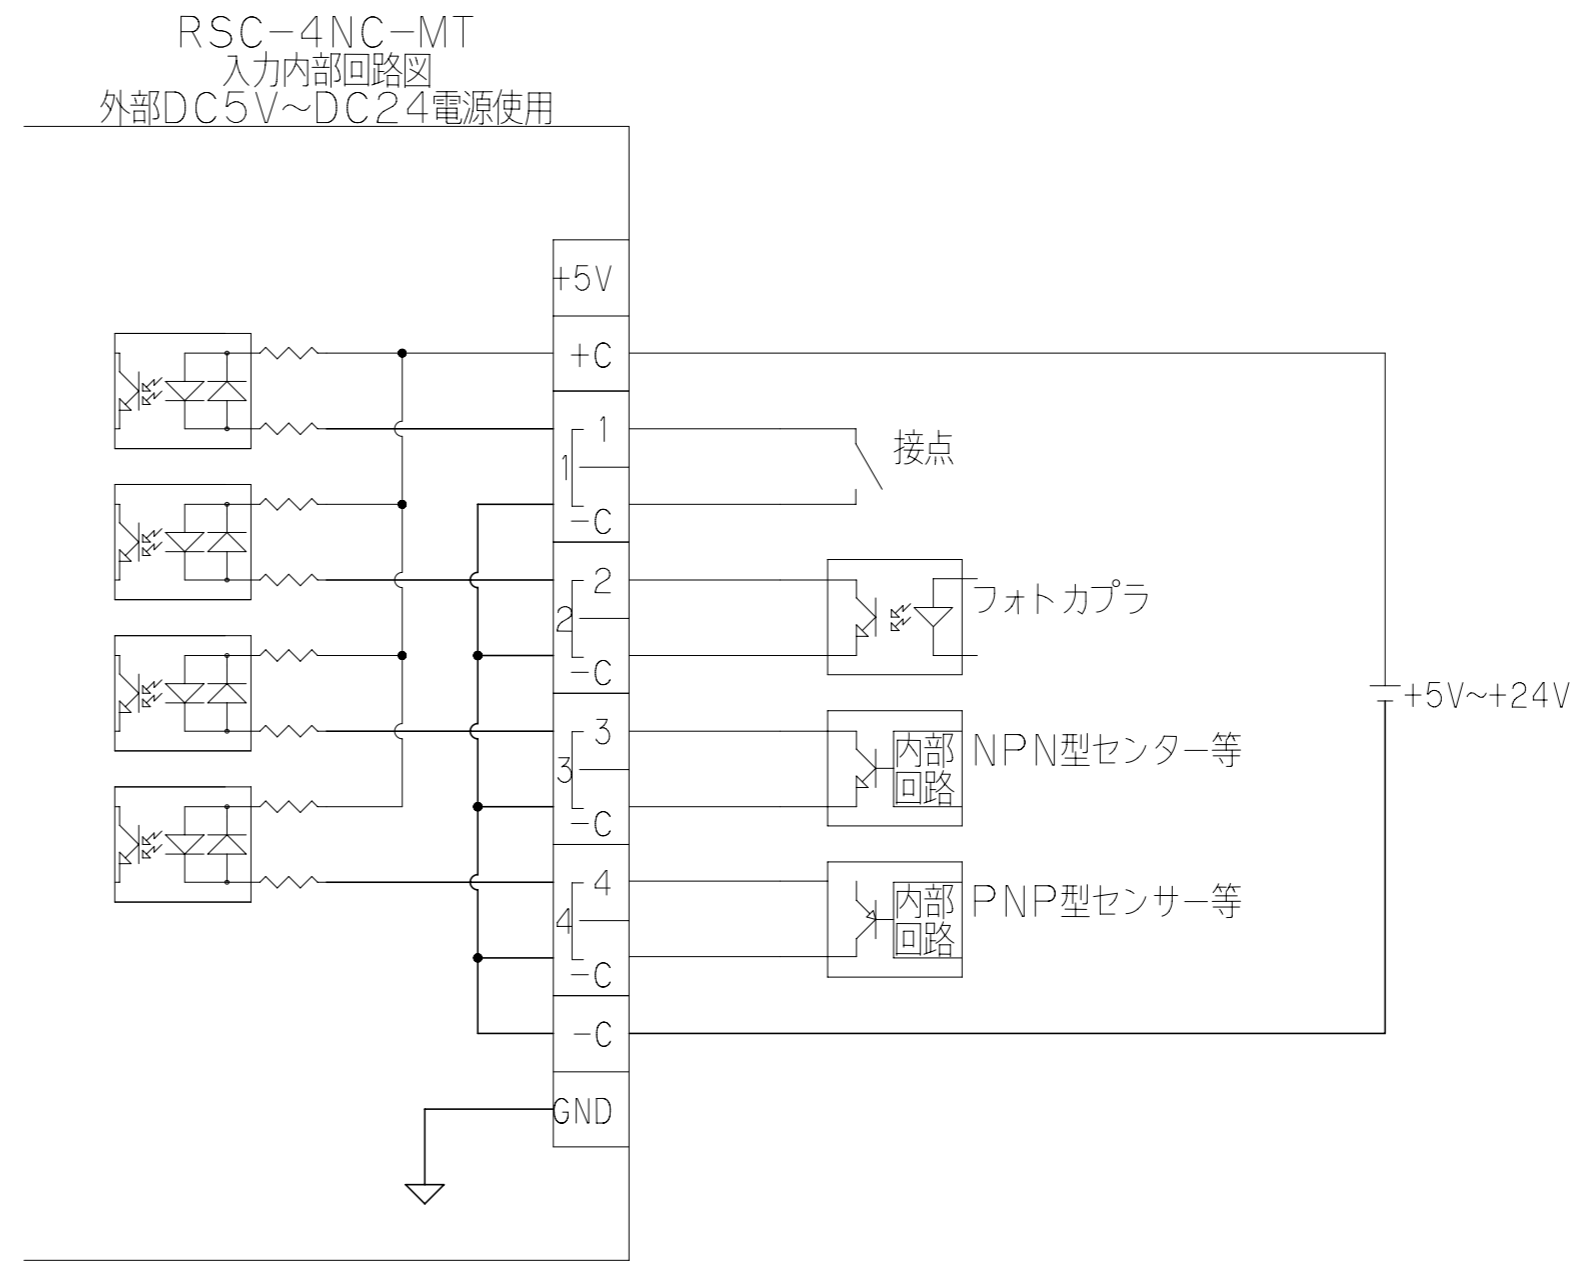 RSC-4NC-MT
入力内部回路図
外部DC5V～DC24電源使用
+5V
+C
1
1
-C
接点
2
2
-C
フォトカプラ
3
3
-C
内部
回路
NPN型センター等
4
4
-C
内部
回路
PNP型センサー等
+5V～+24V
-C
GND